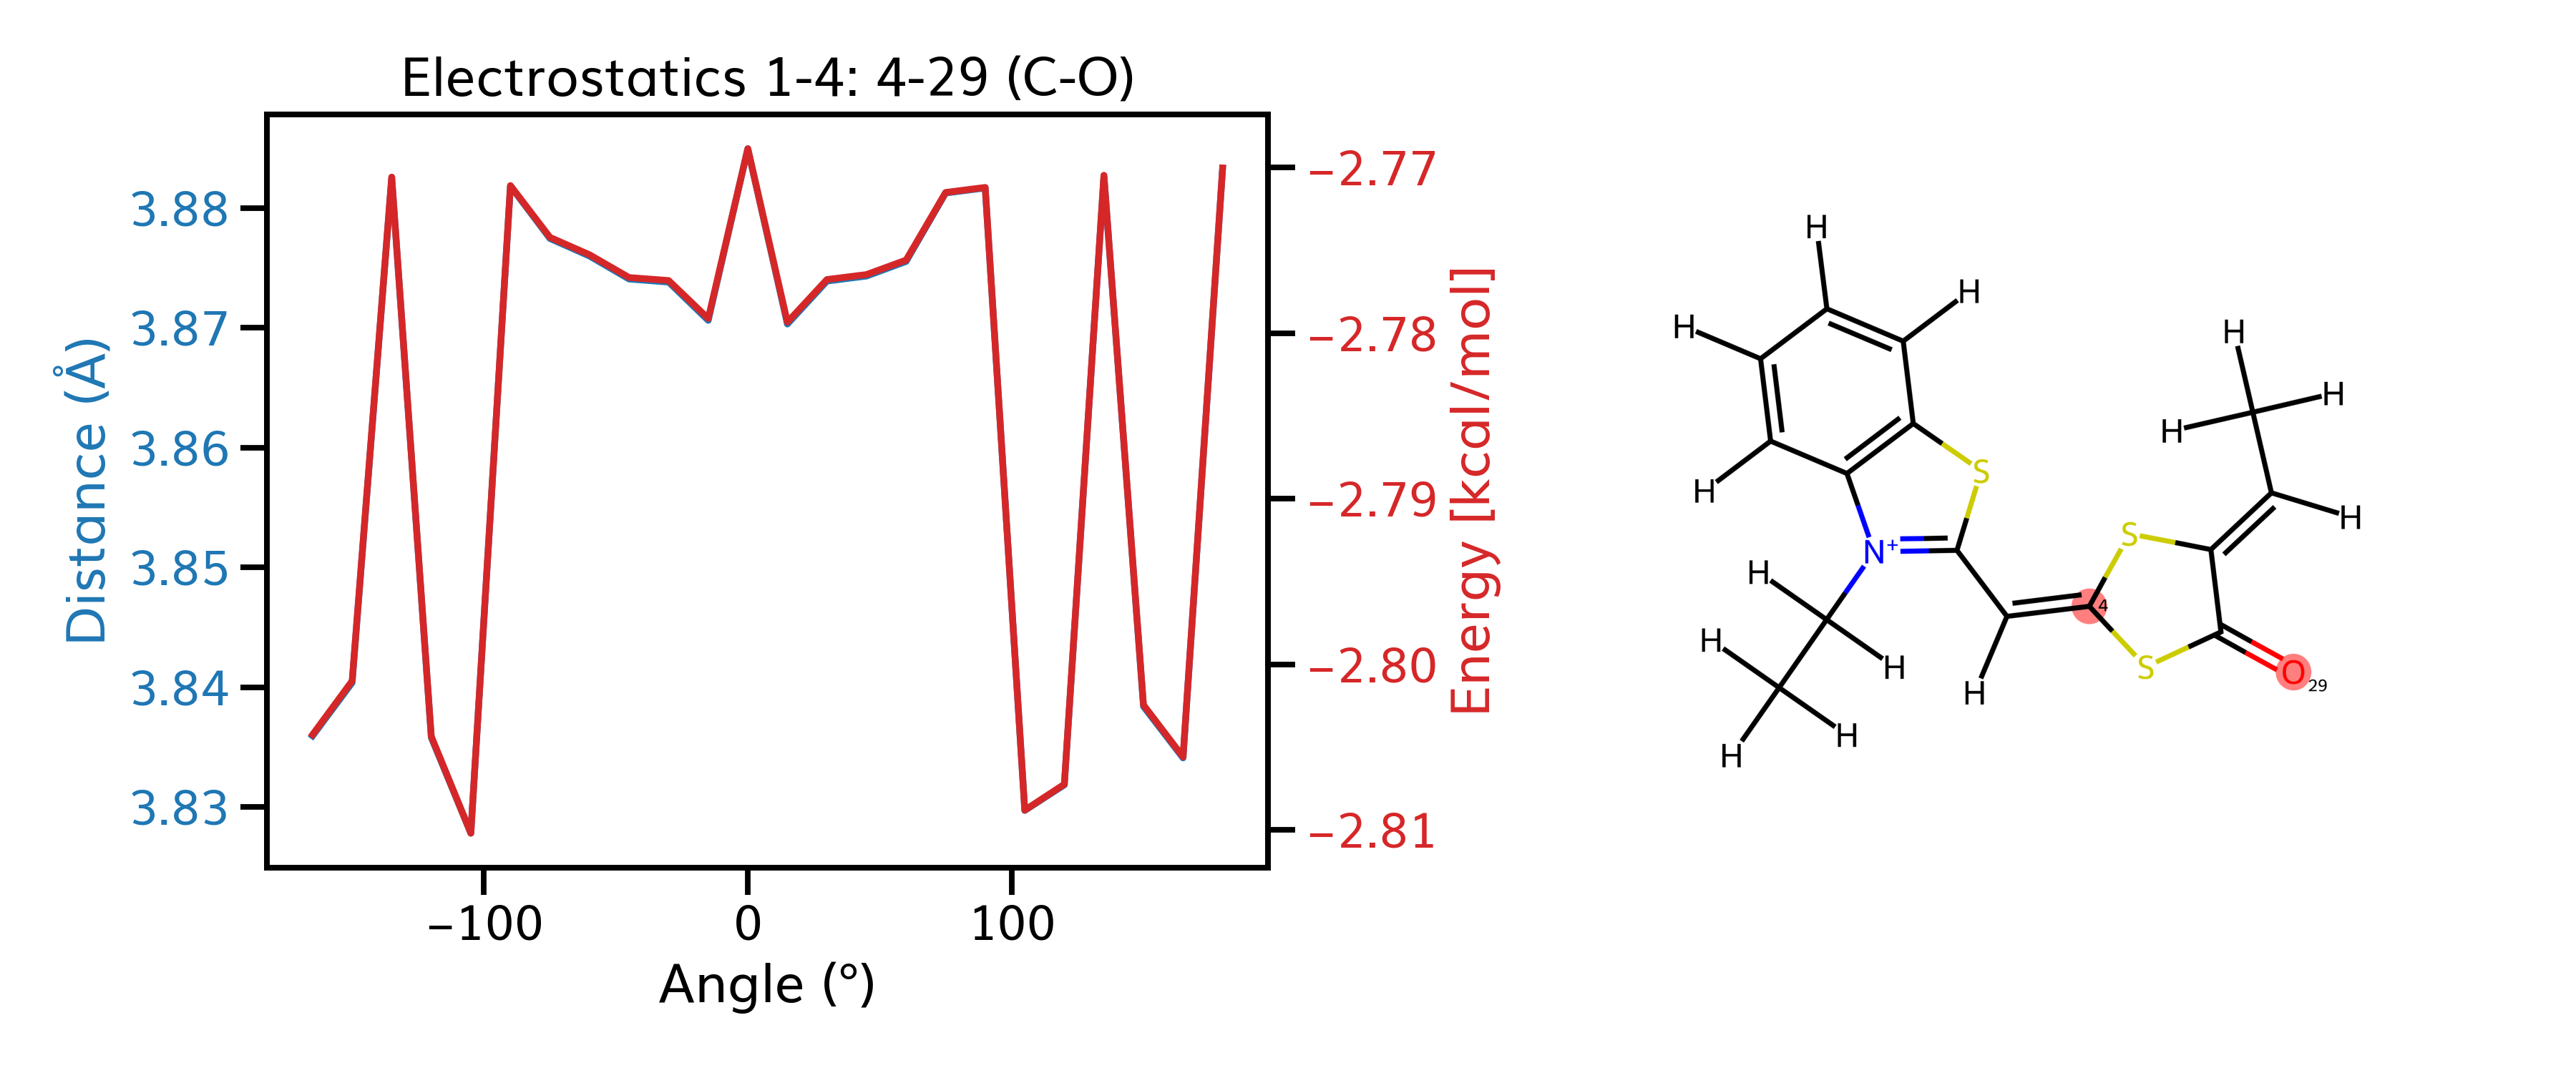 Electrostatics 1-4: 4-29 (C-O)
Distance (Å)
3.88
3.87
3.86
3.85
3.84
3.83
−2.77
−2.78
−2.79
−2.80
−2.81
Energy [kcal/mol]
−100
0
100
Angle (°)
H
H
H
H
H
H
H
S
H
H
S
N+
H
4
H
H
S
O
29
H
H
H